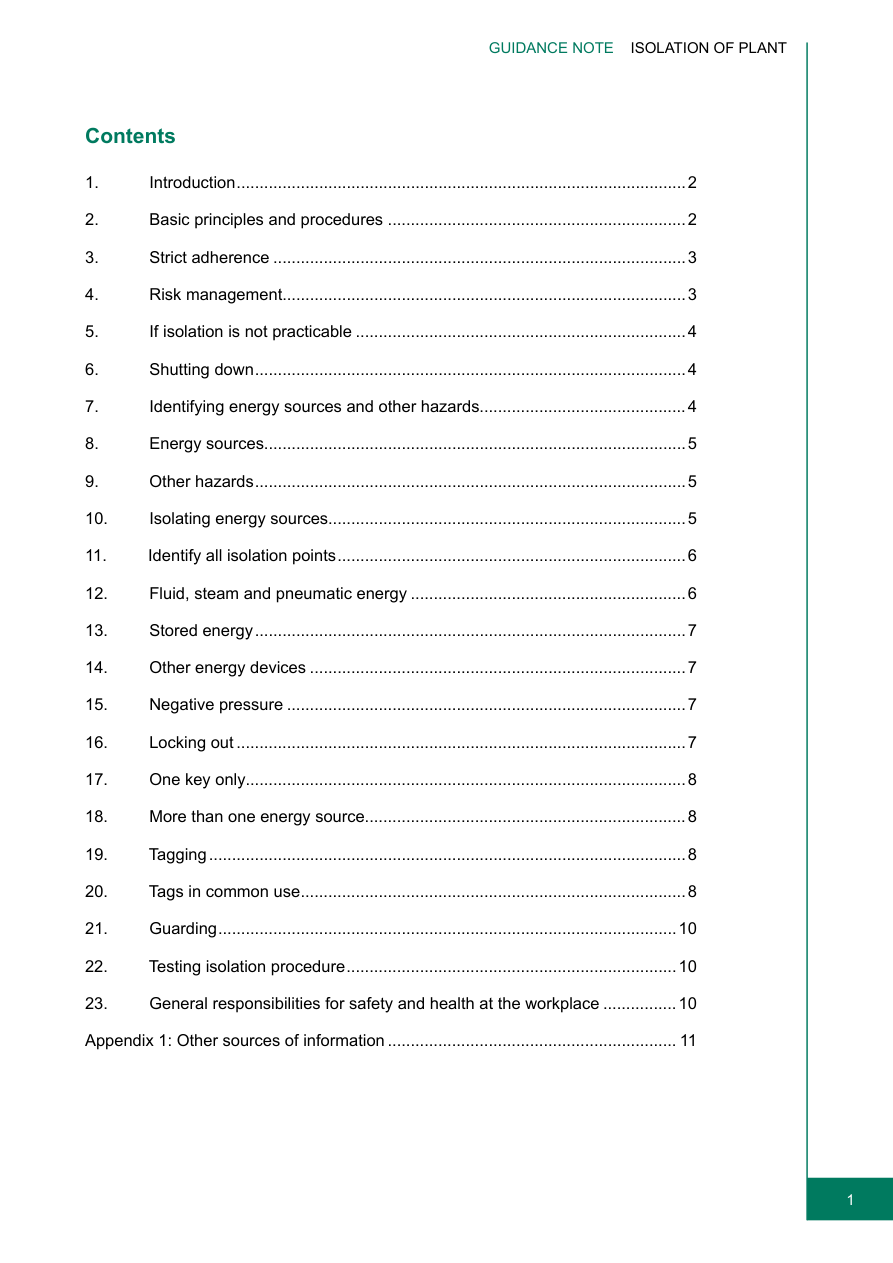 GUIDANCE NOTE ISOLATION OF PLANT
Contents
1. Introduction.................................................................................................. 2
2. Basic principles and procedures ................................................................. 2
3. Strict adherence .......................................................................................... 3
4. Risk management........................................................................................ 3
5. If isolation is not practicable ........................................................................ 4
6. Shutting down.............................................................................................. 4
7. Identifying energy sources and other hazards............................................. 4
8. Energy sources............................................................................................ 5
9. Other hazards.............................................................................................. 5
10. Isolating energy sources.............................................................................. 5
11. Identify all isolation points............................................................................ 6
12. Fluid, steam and pneumatic energy ............................................................ 6
13. Stored energy.............................................................................................. 7
14. Other energy devices .................................................................................. 7
15. Negative pressure ....................................................................................... 7
16. Locking out .................................................................................................. 7
17. One key only................................................................................................ 8
18. More than one energy source...................................................................... 8
19. Tagging ........................................................................................................ 8
20. Tags in common use.................................................................................... 8
21. Guarding.................................................................................................... 10
22. Testing isolation procedure........................................................................ 10
23. General responsibilities for safety and health at the workplace ................ 10
Appendix 1: Other sources of information ............................................................... 11
1